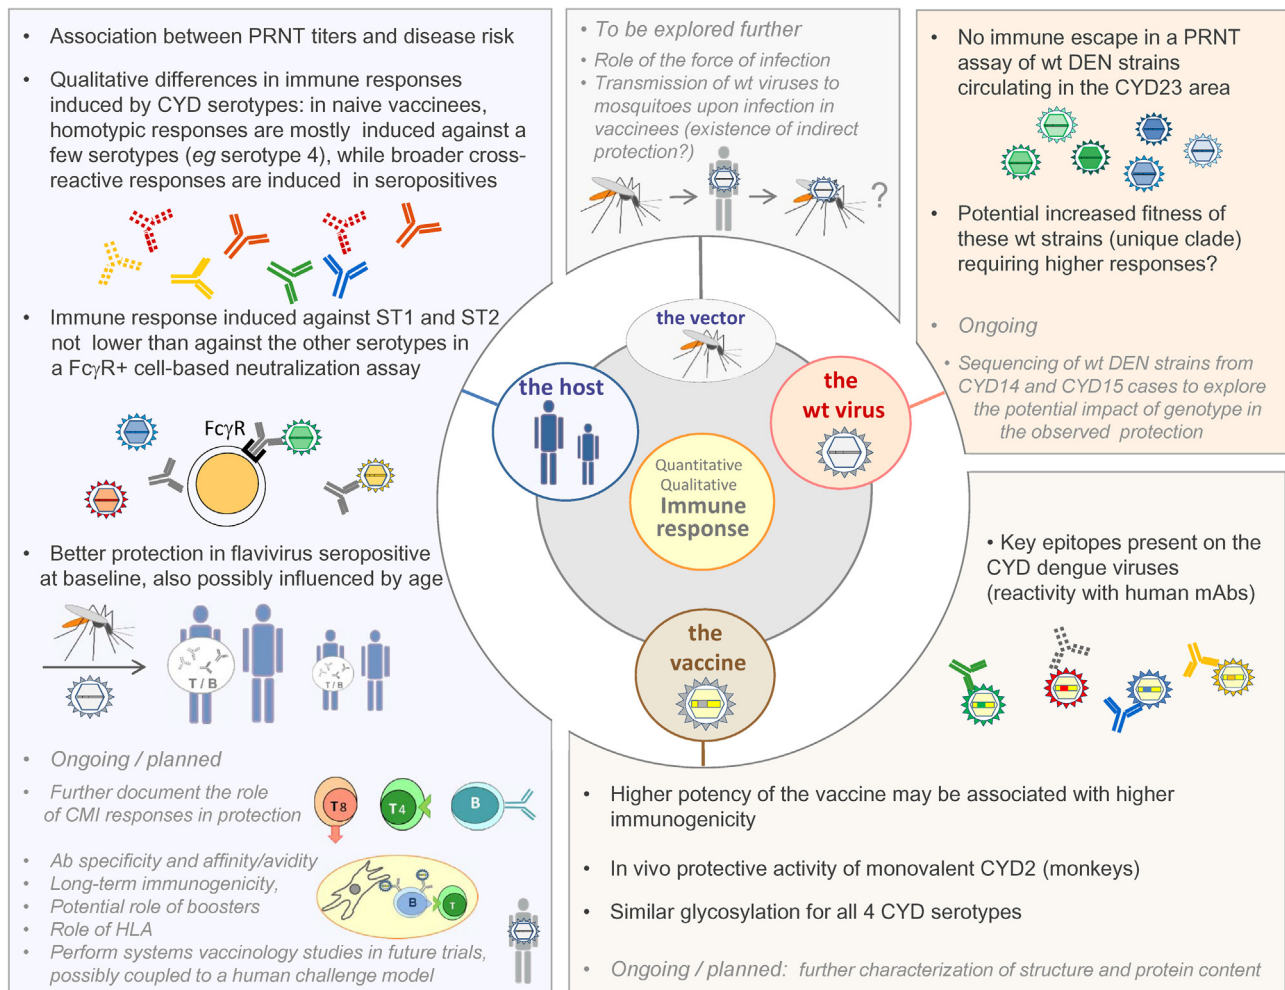 • Association between PRNT titers and disease risk
• Qualitative differences in immune responses
induced by CYD serotypes: in naive vaccinees,
homotypic responses are mostly induced against a
few serotypes (eg serotype 4), while broader cross-
reactive responses are induced in seropositives
• Immune response induced against ST1 and ST2
not lower than against the other serotypes in
a FcγR+ cell-based neutralization assay
FcγR
• Better protection in flavivirus seropositive
at baseline, also possibly influenced by age
T / B
T / B
• Ongoing / planned
• Further document the role
of CMI responses in protection
T8
T4
B
• Ab specificity and affinity/avidity
• Long-term immunogenicity,
• Potential role of boosters
• Role of HLA
• Perform systems vaccinology studies in future trials,
possibly coupled to a human challenge model
B
T
• To be explored further
• Role of the force of infection
• Transmission of wt viruses to
mosquitoes upon infection in
vaccinees (existence of indirect
protection?)
?
the vector
the host
the
wt virus
Quantitative
Qualitative
Immune
response
the
vaccine
• No immune escape in a PRNT
assay of wt DEN strains
circulating in the CYD23 area
• Potential increased fitness of
these wt strains (unique clade)
requiring higher responses?
• Ongoing
• Sequencing of wt DEN strains from
CYD14 and CYD15 cases to explore
the potential impact of genotype in
the observed protection
• Key epitopes present on the
CYD dengue viruses
(reactivity with human mAbs)
• Higher potency of the vaccine may be associated with higher
immunogenicity
• In vivo protective activity of monovalent CYD2 (monkeys)
• Similar glycosylation for all 4 CYD serotypes
• Ongoing / planned: further characterization of structure and protein content